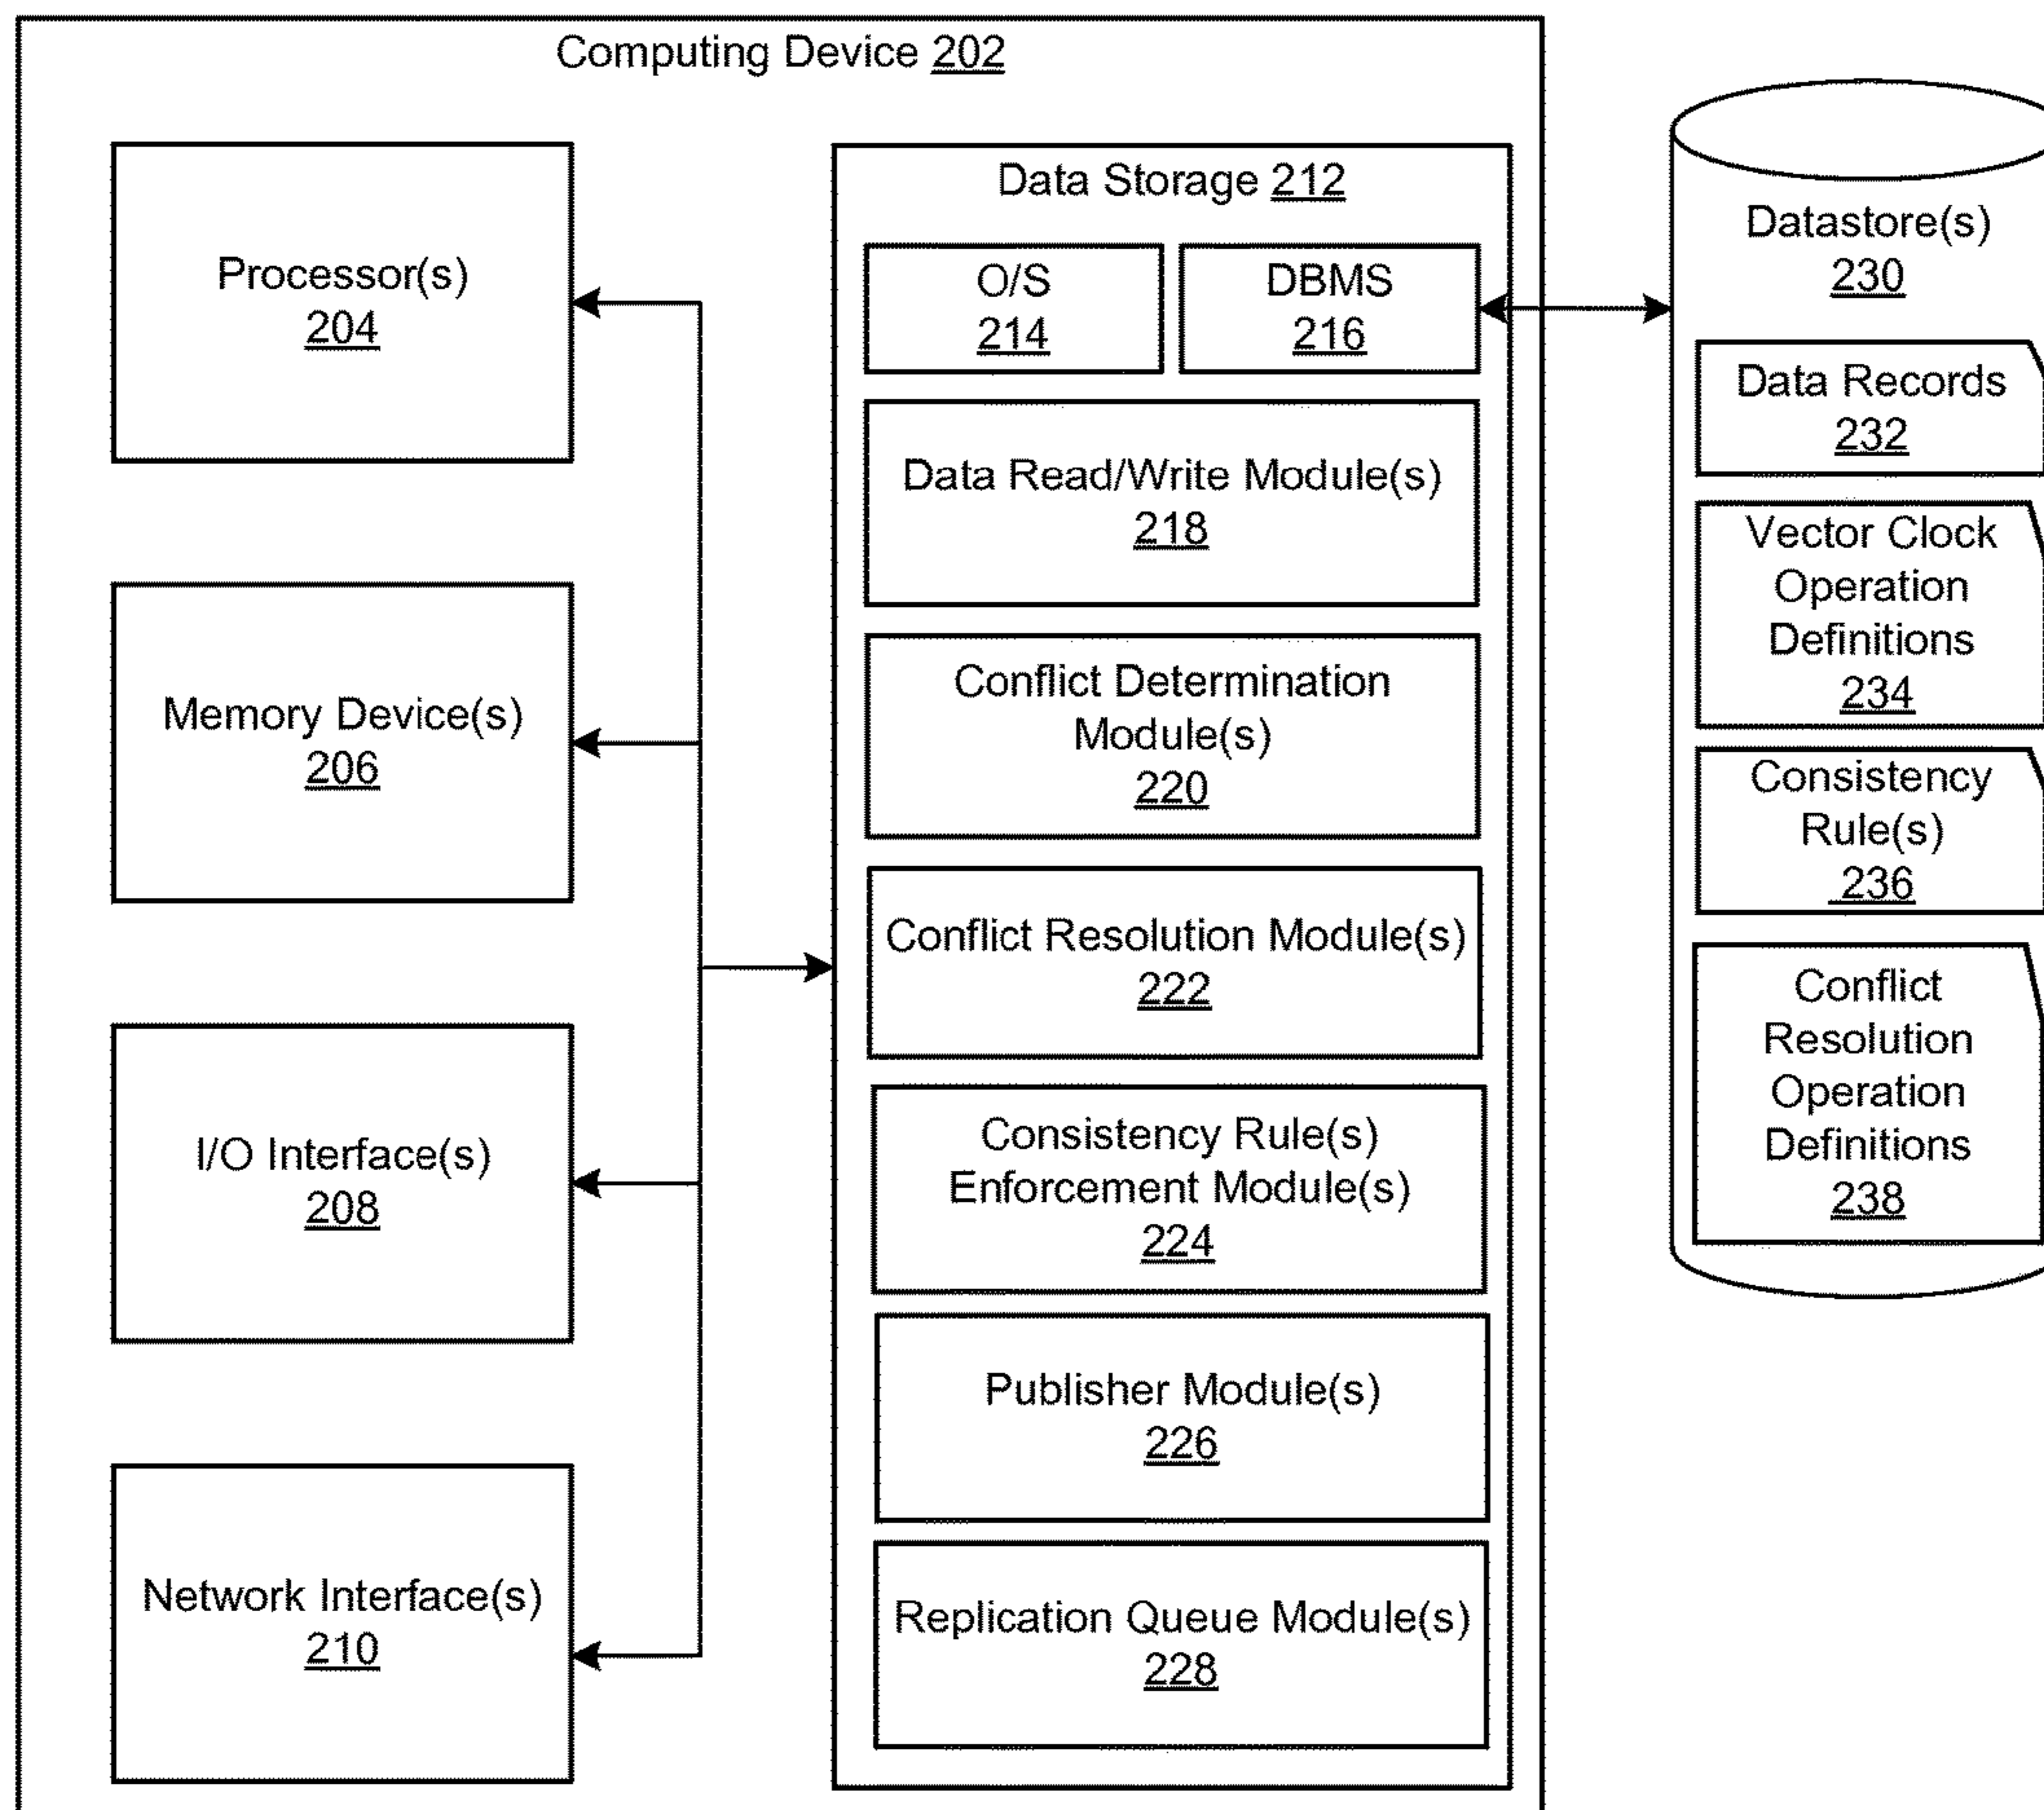 Computing Device 202
Processor(s)
204
Memory Device(s)
206
I/O Interface(s)
208
Network Interface(s)
210
Data Storage 212
O/S
214
DBMS
216
Data Read/Write Module(s)
218
Conflict Determination
Module(s)
220
Conflict Resolution Module(s)
222
Consistency Rule(s)
Enforcement Module(s)
224
Publisher Module(s)
226
Replication Queue Module(s)
228
Datastore(s)
230
Data Records
232
Vector Clock
Operation
Definitions
234
Consistency
Rule(s)
236
Conflict
Resolution
Operation
Definitions
238